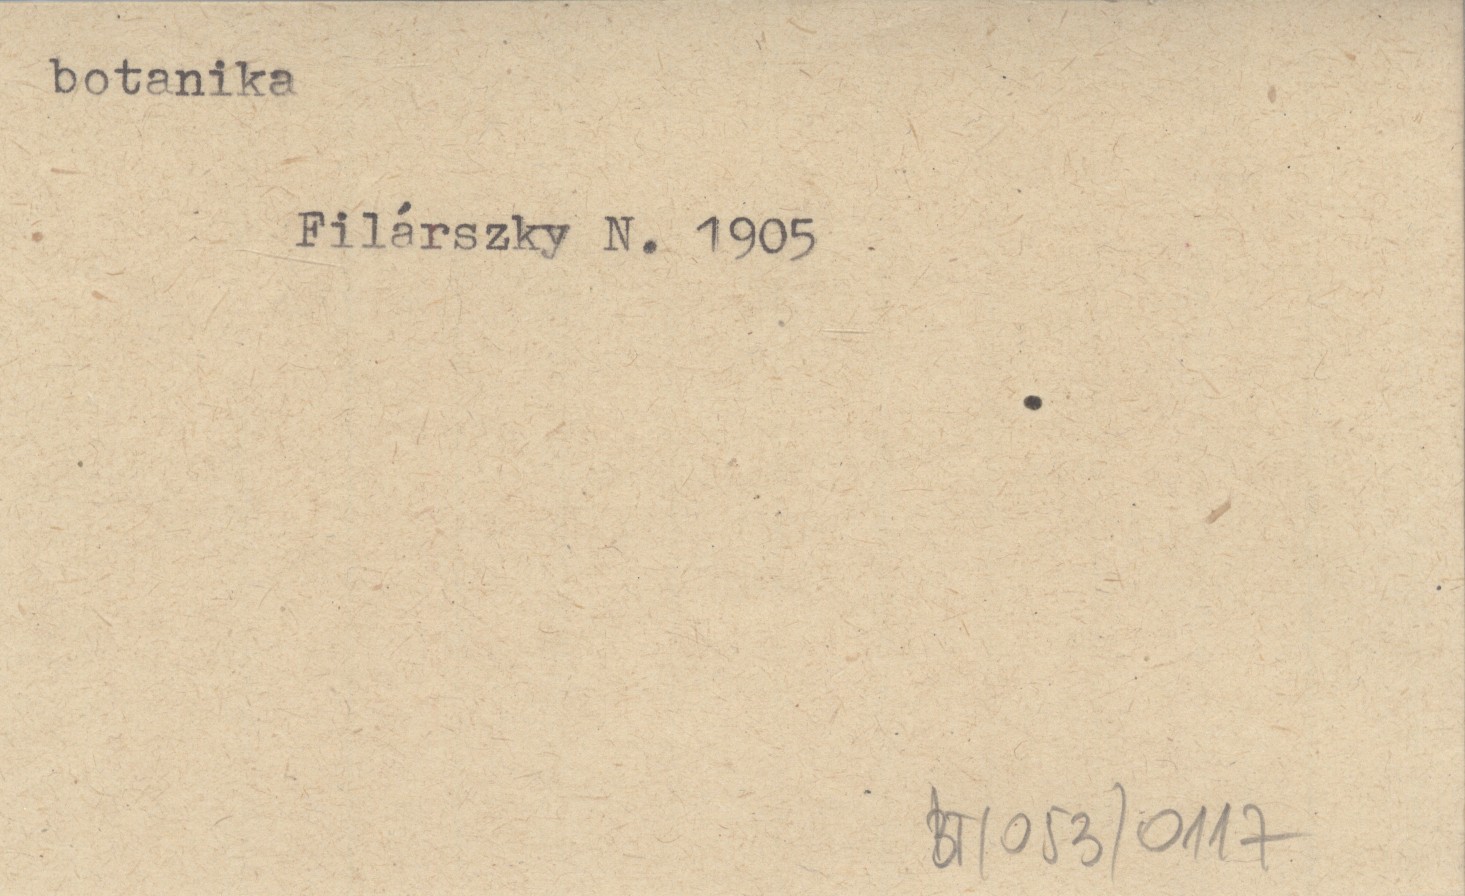 botanika
Filárszky N. 1905
BT/053/0117